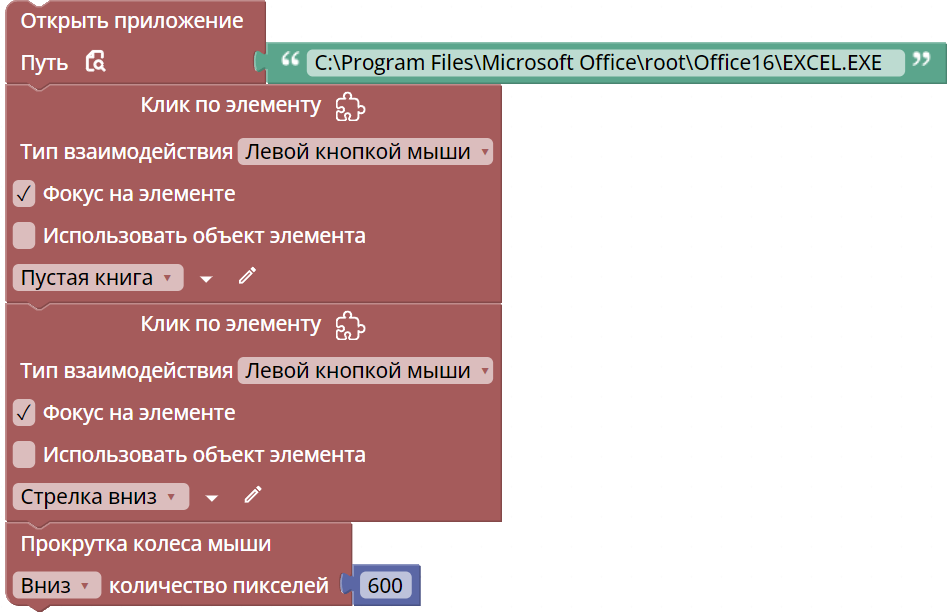 Открыть приложение
Путь “ C:\Program Files\Microsoft Office\root\Office16\EXCEL.EXE ”
Клик по элементу
Тип взаимодействия Левой кнопкой мыши
Фокус на элементе
Использовать объект элемента
Пустая книга
Клик по элементу
Тип взаимодействия Левой кнопкой мыши
Фокус на элементе
Использовать объект элемента
Стрелка вниз
Прокрутка колеса мыши
Вниз количество пикселей 600